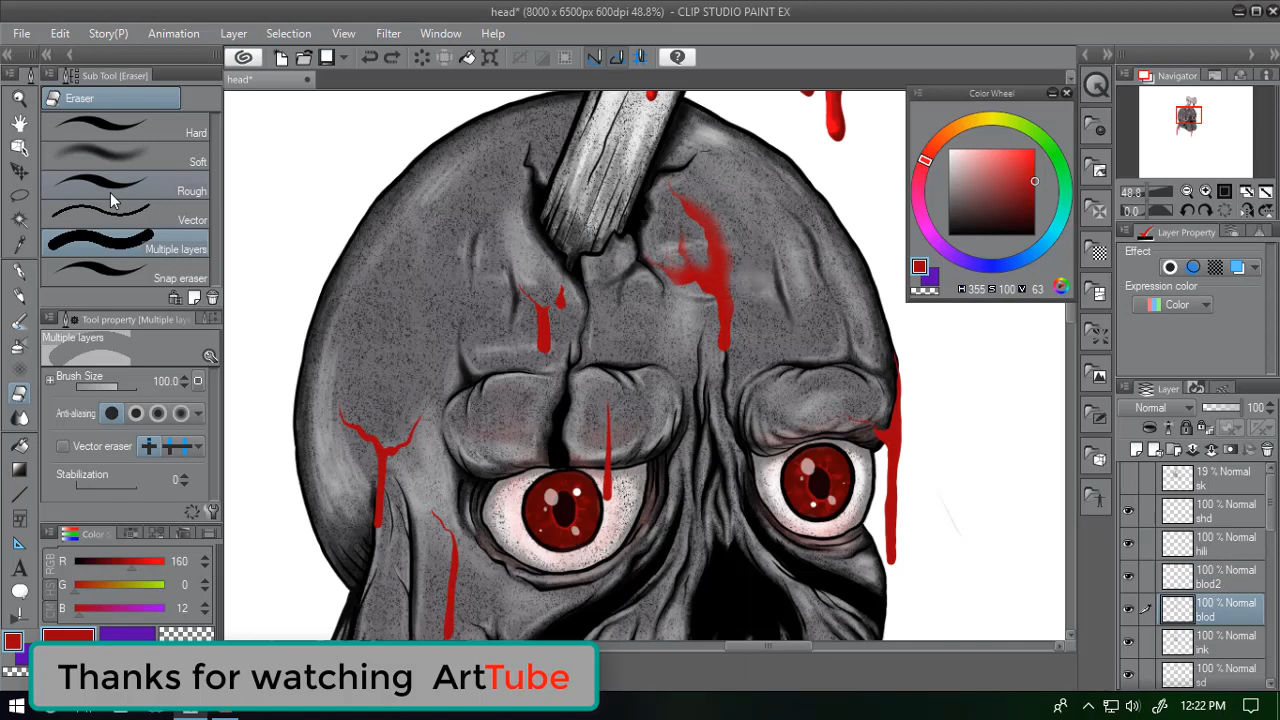 head* (8000 x 6500px 600dpi 48.8%) - CLIP STUDIO PAINT EX
File Edit Story(P) Animation Layer Selection View Filter Window Help
Sub Tool [Eraser]
Eraser
Hard
Soft
Rough
Vector
Multiple layers
Snap eraser
Tool property [Multiple laye
Multiple layers
Brush Size 100.0
Anti-aliasing
Vector eraser
Stabilization 0
Color
R 160
G 0
B 12
head*
Color Wheel
H 355 S 100 V 63
Navigator
48.8
0.0
Layer Property
Effect
Expression color
Color
Layer
Normal 100
19 % Normal
sk
100 % Normal
shd
100 % Normal
hili
100 % Normal
blod2
100 % Normal
blod
100 % Normal
ink
100 % Normal
sd
Thanks for watching ArtTube
12:22 PM